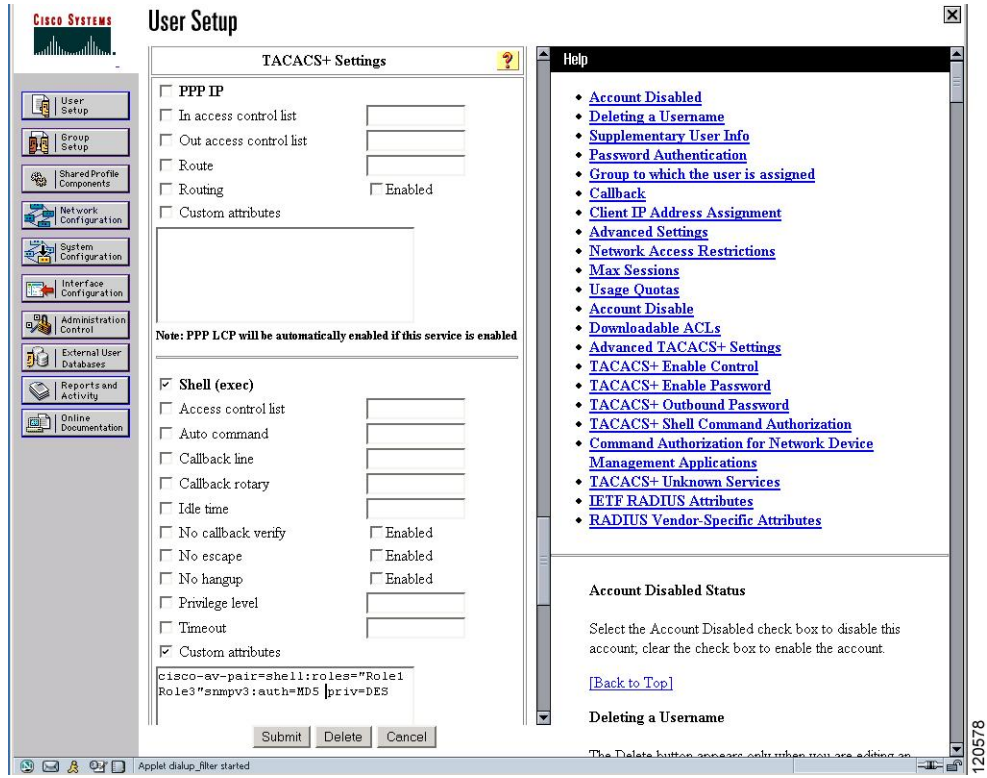 CISCO SYSTEMS
User Setup
User
Setup
Group
Setup
Shared Profile
Components
Network
Configuration
System
Configuration
Interface
Configuration
Administration
Control
External User
Databases
Reports and
Activity
Online
Documentation
TACACS+ Settings
?
PPP IP
In access control list
Out access control list
Route
Routing Enabled
Custom attributes
Note: PPP LCP will be automatically enabled if this service is enabled
Shell (exec)
Access control list
Auto command
Callback line
Callback rotary
Idle time
No callback verify Enabled
No escape Enabled
No hangup Enabled
Privilege level
Timeout
Custom attributes
cisco-av-pair=shell:roles="Role1
Role3"snmpv3:auth=MD5 priv=DES
Submit Delete Cancel
Help
Account Disabled
Deleting a Username
Supplementary User Info
Password Authentication
Group to which the user is assigned
Callback
Client IP Address Assignment
Advanced Settings
Network Access Restrictions
Max Sessions
Usage Quotas
Account Disable
Downloadable ACLs
Advanced TACACS+ Settings
TACACS+ Enable Control
TACACS+ Enable Password
TACACS+ Outbound Password
TACACS+ Shell Command Authorization
Command Authorization for Network Device
Management Applications
TACACS+ Unknown Services
IETF RADIUS Attributes
RADIUS Vendor-Specific Attributes
Account Disabled Status
Select the Account Disabled check box to disable this
account; clear the check box to enable the account.
[Back to Top]
Deleting a Username
The Delete button appears only when you are editing an
Applet dialup_filter started
120578